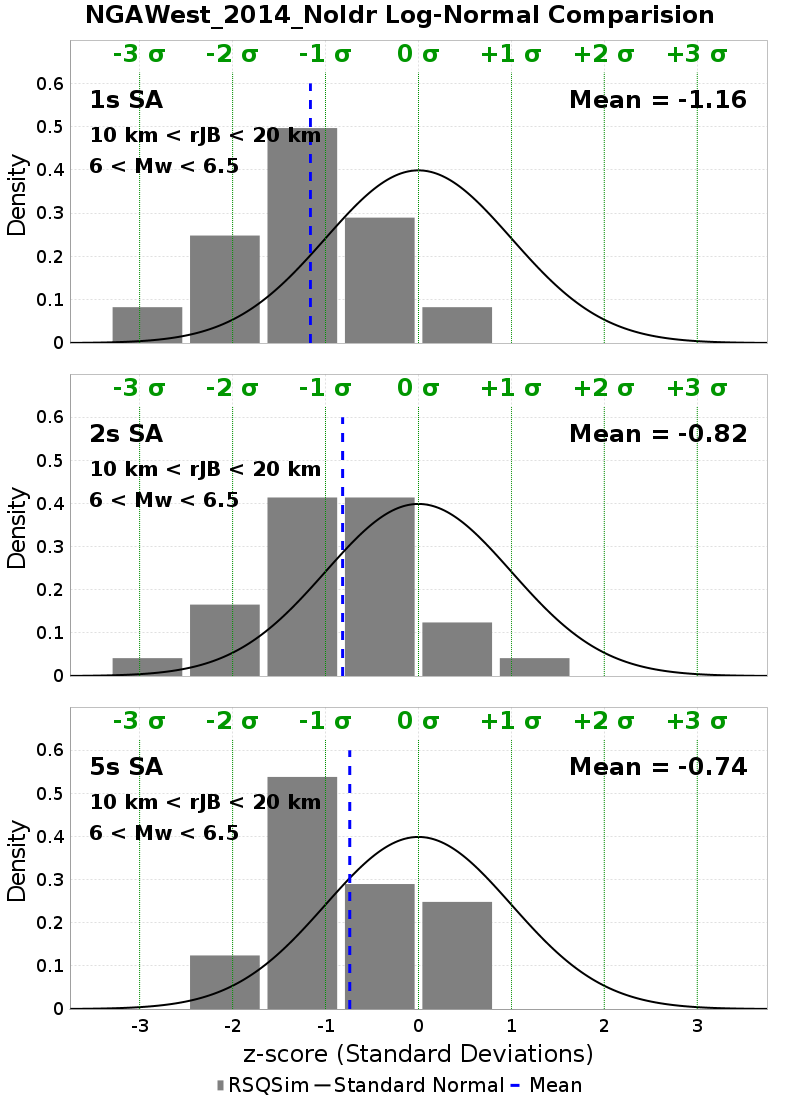 NGAWest_2014_NoIdr Log-Normal Comparision
-3 σ -2 σ -1 σ 0 σ +1 σ +2 σ +3 σ
0.6
1s SA Mean = -1.16
0.5
10 km < rJB < 20 km
6 < Mw < 6.5
0.4
Density
0.3
0.2
0.1
0
-3 σ -2 σ -1 σ 0 σ +1 σ +2 σ +3 σ
0.6
2s SA Mean = -0.82
0.5
10 km < rJB < 20 km
6 < Mw < 6.5
0.4
Density
0.3
0.2
0.1
0
-3 σ -2 σ -1 σ 0 σ +1 σ +2 σ +3 σ
0.6
5s SA Mean = -0.74
0.5
10 km < rJB < 20 km
6 < Mw < 6.5
0.4
Density
0.3
0.2
0.1
0
-3 -2 -1 0 1 2 3
z-score (Standard Deviations)
RSQSim Standard Normal Mean